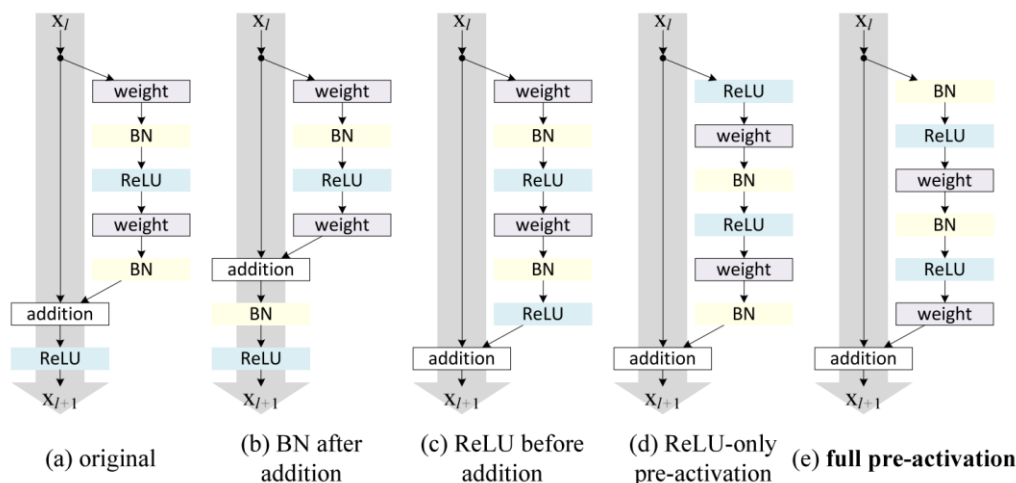 xl
weight
BN
ReLU
weight
BN
addition
ReLU
xl+1
(a) original
xl
weight
BN
ReLU
weight
addition
BN
ReLU
xl+1
(b) BN after
addition
xl
weight
BN
ReLU
weight
BN
ReLU
addition
xl+1
(c) ReLU before
addition
xl
ReLU
weight
BN
ReLU
weight
BN
addition
xl+1
(d) ReLU-only
pre-activation
xl
BN
ReLU
weight
BN
ReLU
weight
addition
xl+1
(e) full pre-activation